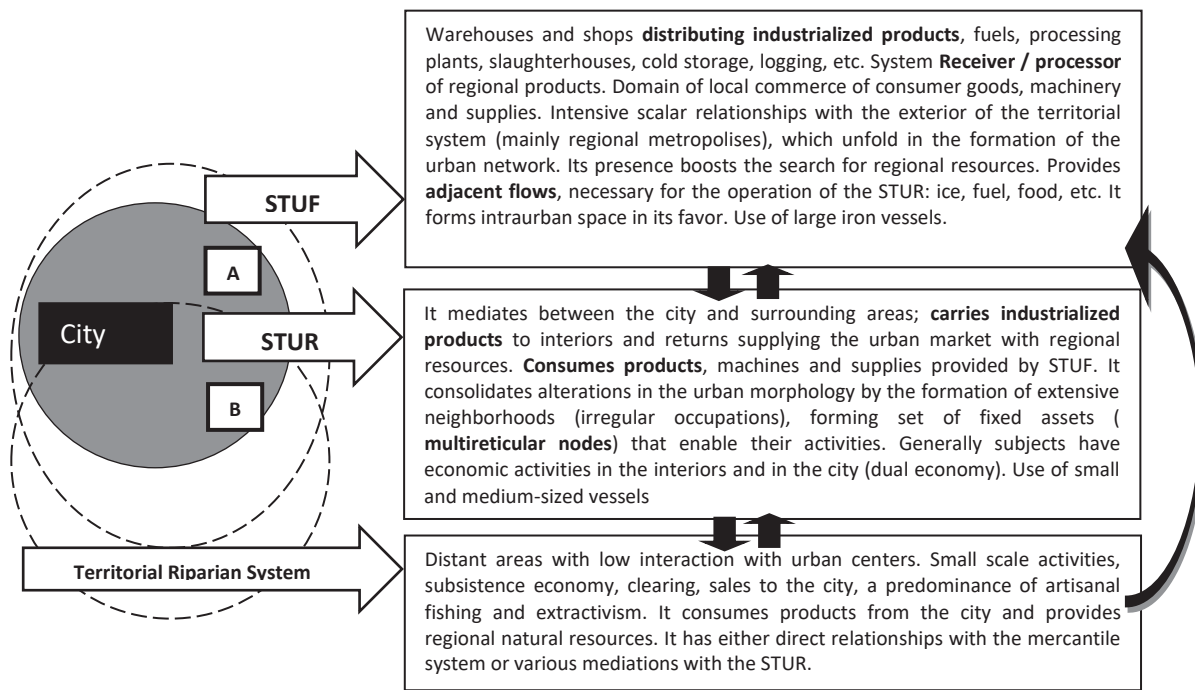 STUF
A
City
STUR
B
Territorial Riparian System
Warehouses and shops distributing industrialized products, fuels, processing
plants, slaughterhouses, cold storage, logging, etc. System Receiver / processor
of regional products. Domain of local commerce of consumer goods, machinery
and supplies. Intensive scalar relationships with the exterior of the territorial
system (mainly regional metropolises), which unfold in the formation of the
urban network. Its presence boosts the search for regional resources. Provides
adjacent flows, necessary for the operation of the STUR: ice, fuel, food, etc. It
forms intraurban space in its favor. Use of large iron vessels.
It mediates between the city and surrounding areas; carries industrialized
products to interiors and returns supplying the urban market with regional
resources. Consumes products, machines and supplies provided by STUF. It
consolidates alterations in the urban morphology by the formation of extensive
neighborhoods (irregular occupations), forming set of fixed assets (
multireticular nodes) that enable their activities. Generally subjects have
economic activities in the interiors and in the city (dual economy). Use of small
and medium-sized vessels
Distant areas with low interaction with urban centers. Small scale activities,
subsistence economy, clearing, sales to the city, a predominance of artisanal
fishing and extractivism. It consumes products from the city and provides
regional natural resources. It has either direct relationships with the mercantile
system or various mediations with the STUR.